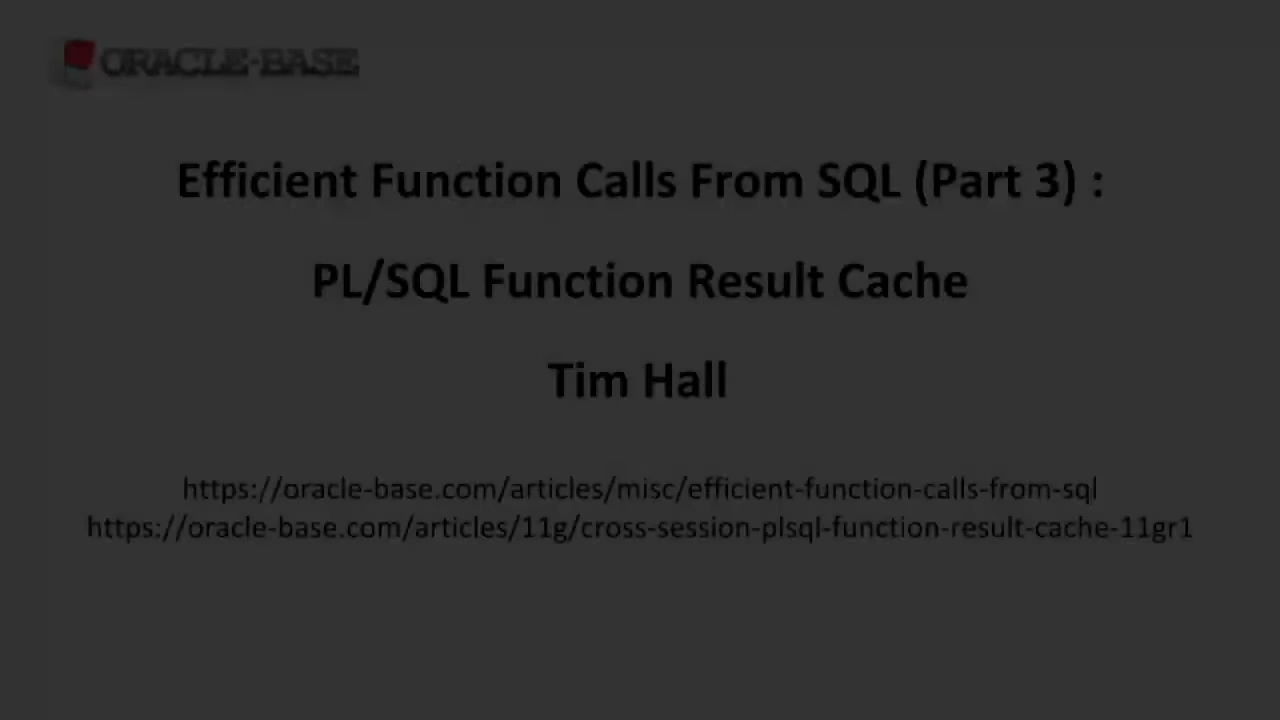 ORACLE-BASE
Efficient Function Calls From SQL (Part 3) :
PL/SQL Function Result Cache
Tim Hall
https://oracle-base.com/articles/misc/efficient-function-calls-from-sql
https://oracle-base.com/articles/11g/cross-session-plsql-function-result-cache-11gr1